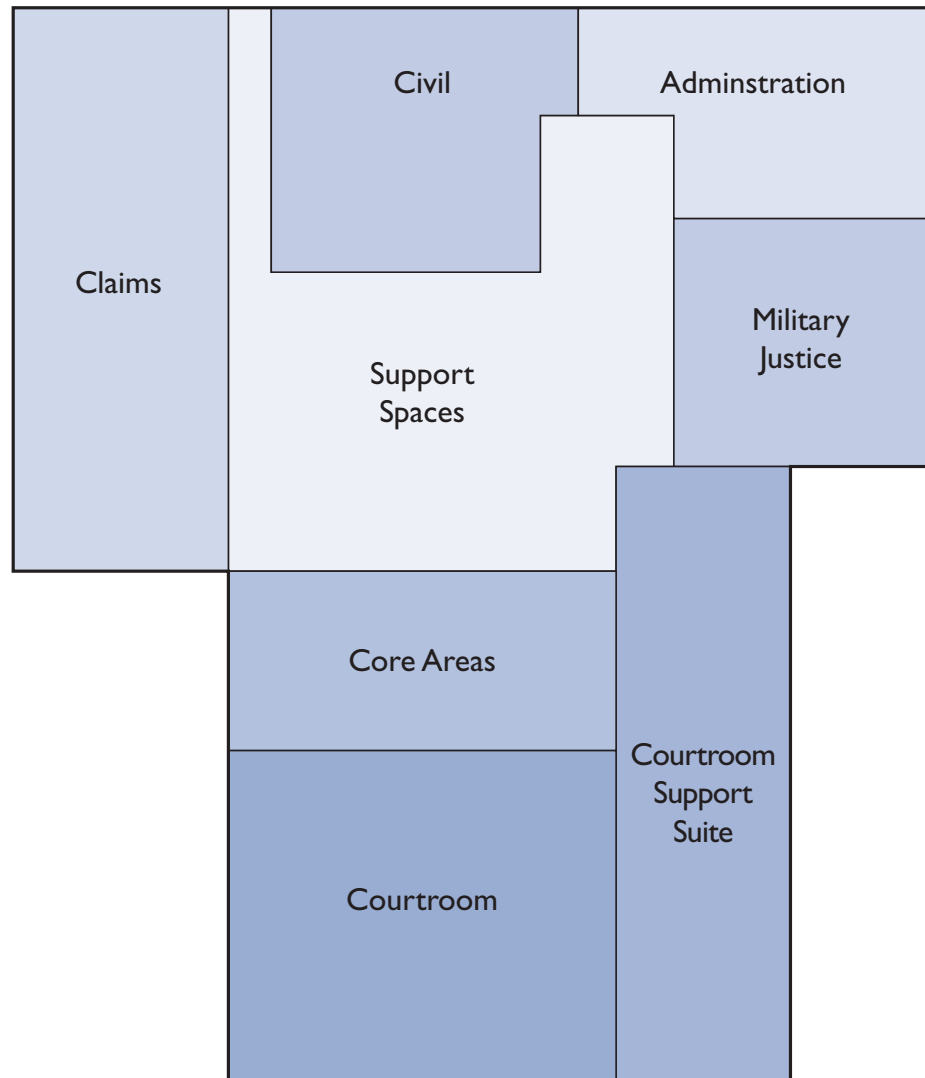 Civil
Adminstration
Claims
Military
Justice
Support
Spaces
Core Areas
Courtroom
Support
Suite
Courtroom